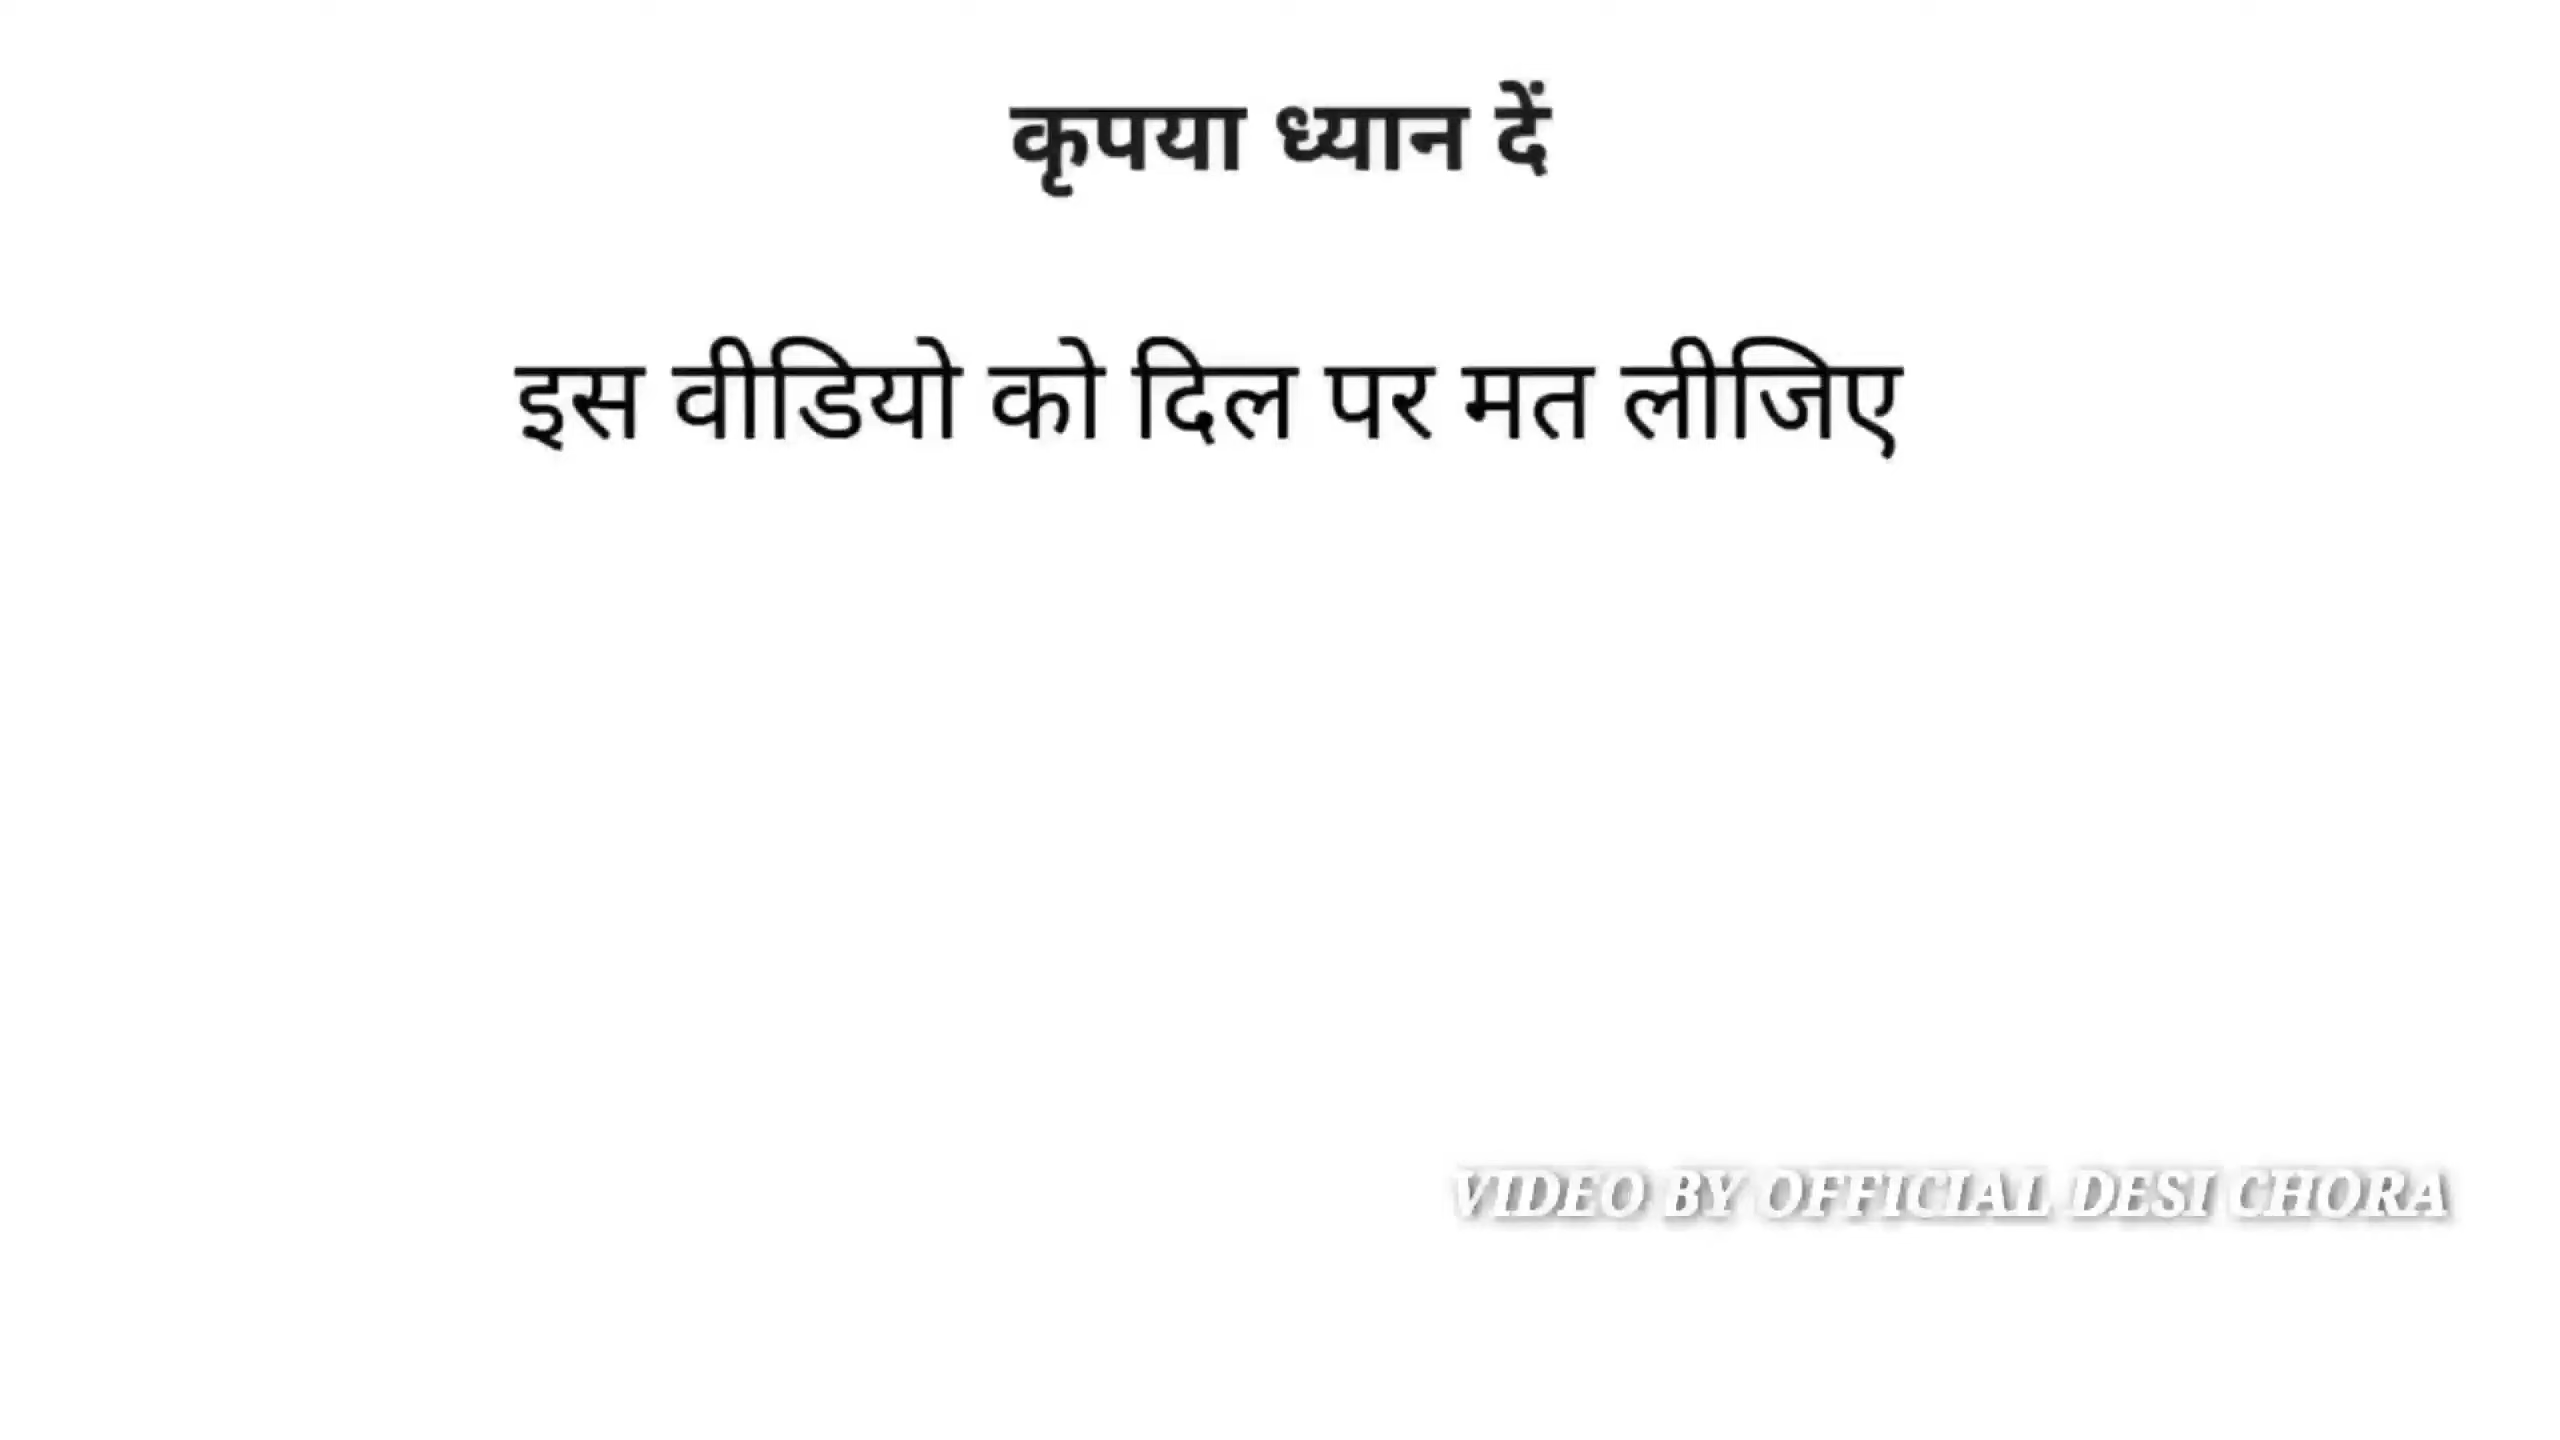 कृपया ध्यान दें
इस वीडियो को दिल पर मत लीजिए
VIDEO BY OFFICIAL DESI CHORA